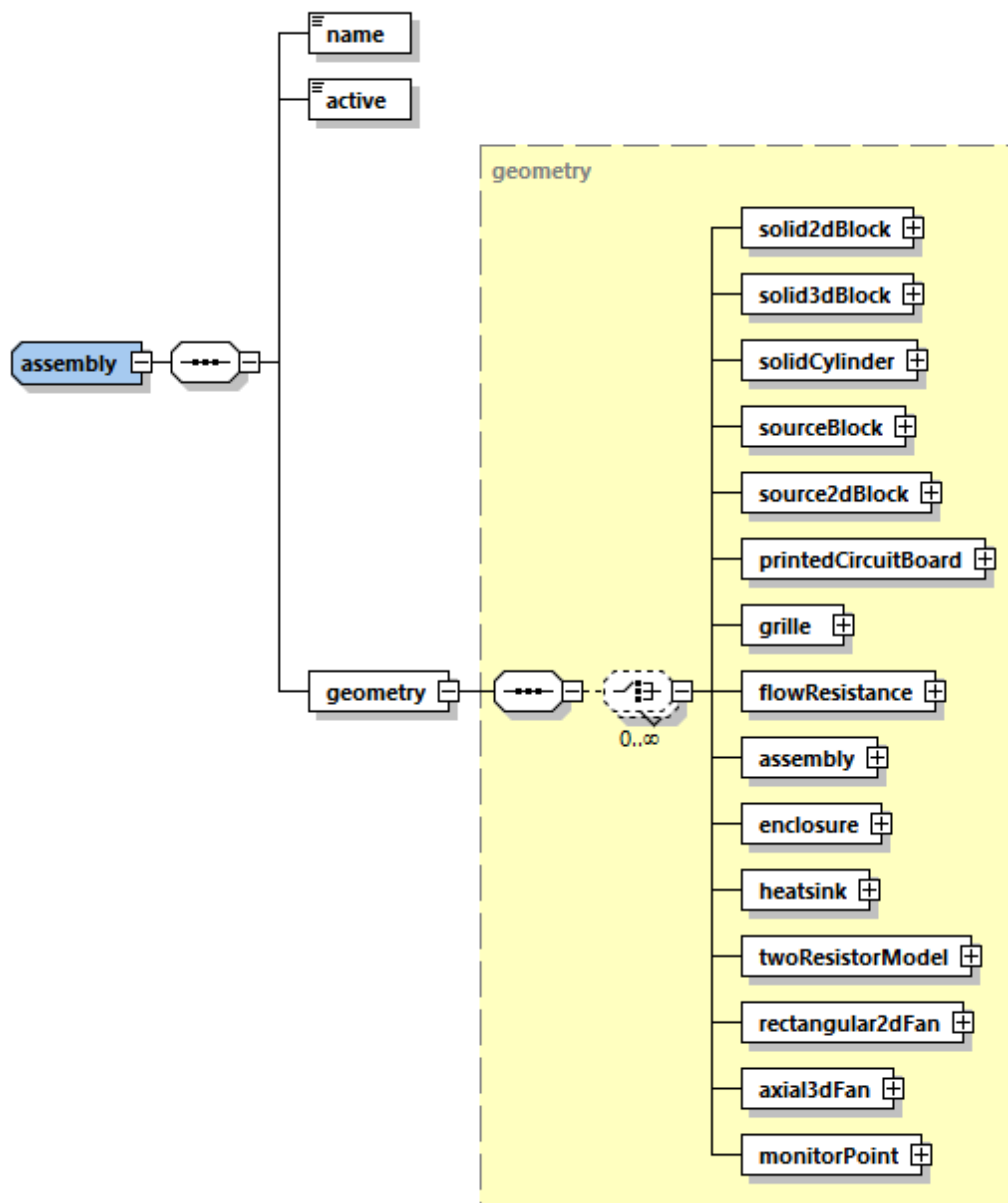 name
active
geometry
solid2dBlock
solid3dBlock
assembly
solidCylinder
sourceBlock
source2dBlock
printedCircuitBoard
grille
geometry
flowResistance
0..∞
assembly
enclosure
heatsink
twoResistorModel
rectangular2dFan
axial3dFan
monitorPoint